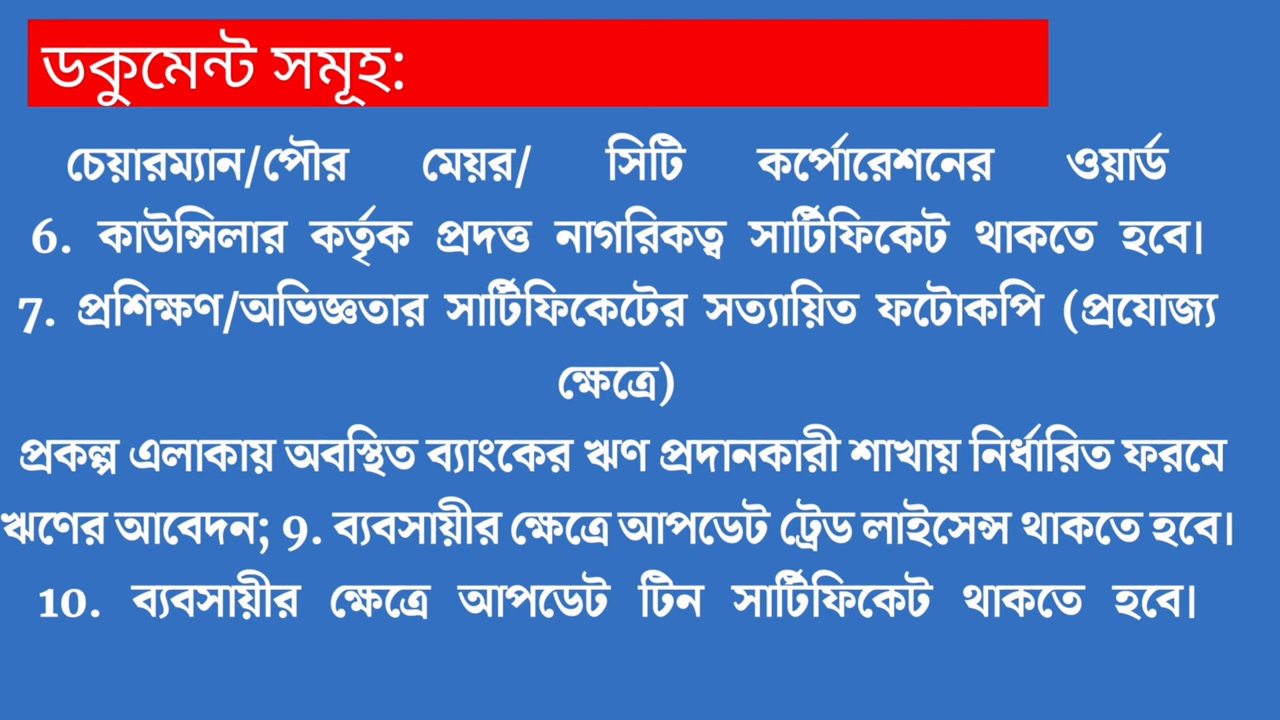 ডকুমেন্ট সমূহ:
চেয়ারম্যান/পৌর মেয়র/ সিটি কর্পোরেশনের ওয়ার্ড
6. কাউন্সিলার কর্তৃক প্রদত্ত নাগরিকত্ব সার্টিফিকেট থাকতে হবে।
7. প্রশিক্ষণ/অভিজ্ঞতার সার্টিফিকেটের সত্যায়িত ফটোকপি (প্রযোজ্য
ক্ষেত্রে)
প্রকল্প এলাকায় অবস্থিত ব্যাংকের ঋণ প্রদানকারী শাখায় নির্ধারিত ফরমে
ঋণের আবেদন; 9. ব্যবসায়ীর ক্ষেত্রে আপডেট ট্রেড লাইসেন্স থাকতে হবে।
10. ব্যবসায়ীর ক্ষেত্রে আপডেট টিন সার্টিফিকেট থাকতে হবে।